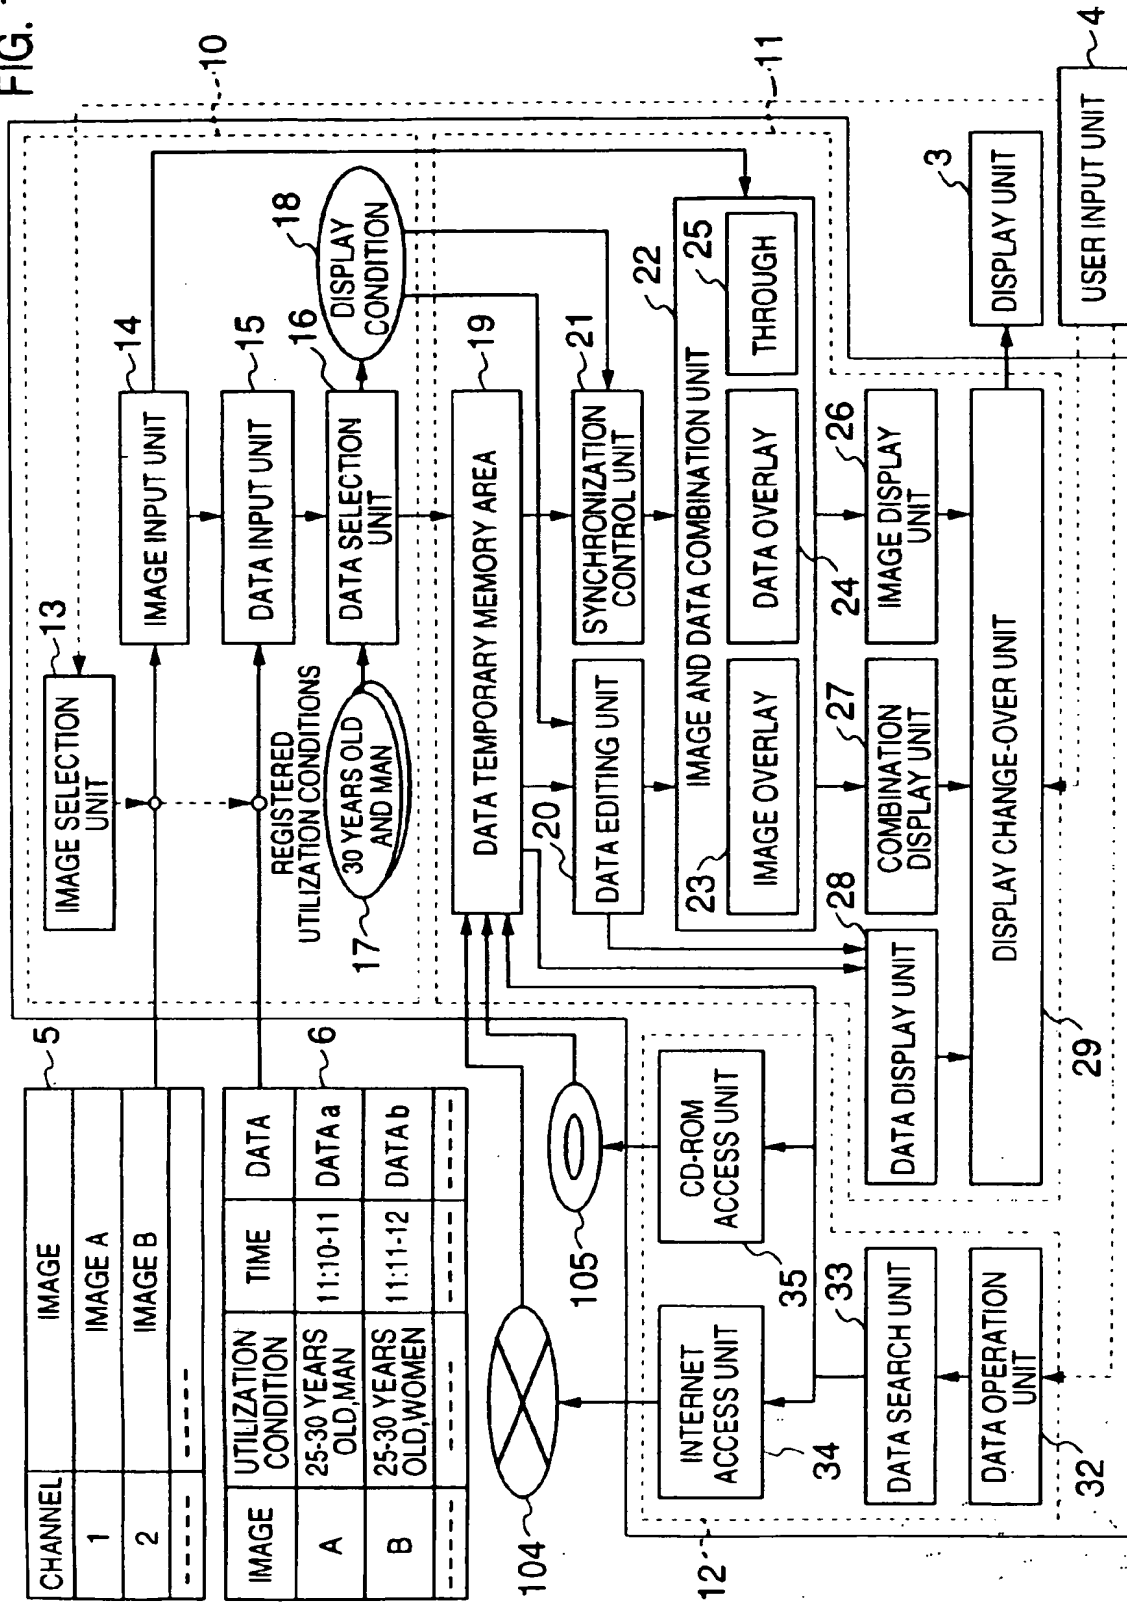 FIG.
CHANNEL
IMAGE
1
IMAGE A
2
IMAGE B
5
IMAGE
UTILIZATION
CONDITION
TIME
DATA
A
25-30 YEARS
OLD,MAN
11:10-11
DATA a
B
25-30 YEARS
OLD,WOMEN
11:11-12
DATA b
6
10
IMAGE SELECTION
UNIT
13
IMAGE INPUT UNIT
14
DATA INPUT UNIT
15
DATA SELECTION
UNIT
16
REGISTERED
UTILIZATION CONDITIONS
30 YEARS OLD
AND MAN
17
DISPLAY
CONDITION
18
11
DATA TEMPORARY MEMORY AREA
19
DATA EDITING UNIT
20
SYNCHRONIZATION
CONTROL UNIT
21
IMAGE AND DATA COMBINATION UNIT
22
IMAGE OVERLAY
23
DATA OVERLAY
24
THROUGH
25
DATA DISPLAY UNIT
28
COMBINATION
DISPLAY UNIT
27
IMAGE DISPLAY
UNIT
26
DISPLAY CHANGE-OVER UNIT
29
DISPLAY UNIT
3
USER INPUT UNIT
4
104
105
12
INTERNET
ACCESS UNIT
34
CD-ROM
ACCESS UNIT
35
DATA SEARCH UNIT
33
DATA OPERATION
UNIT
32